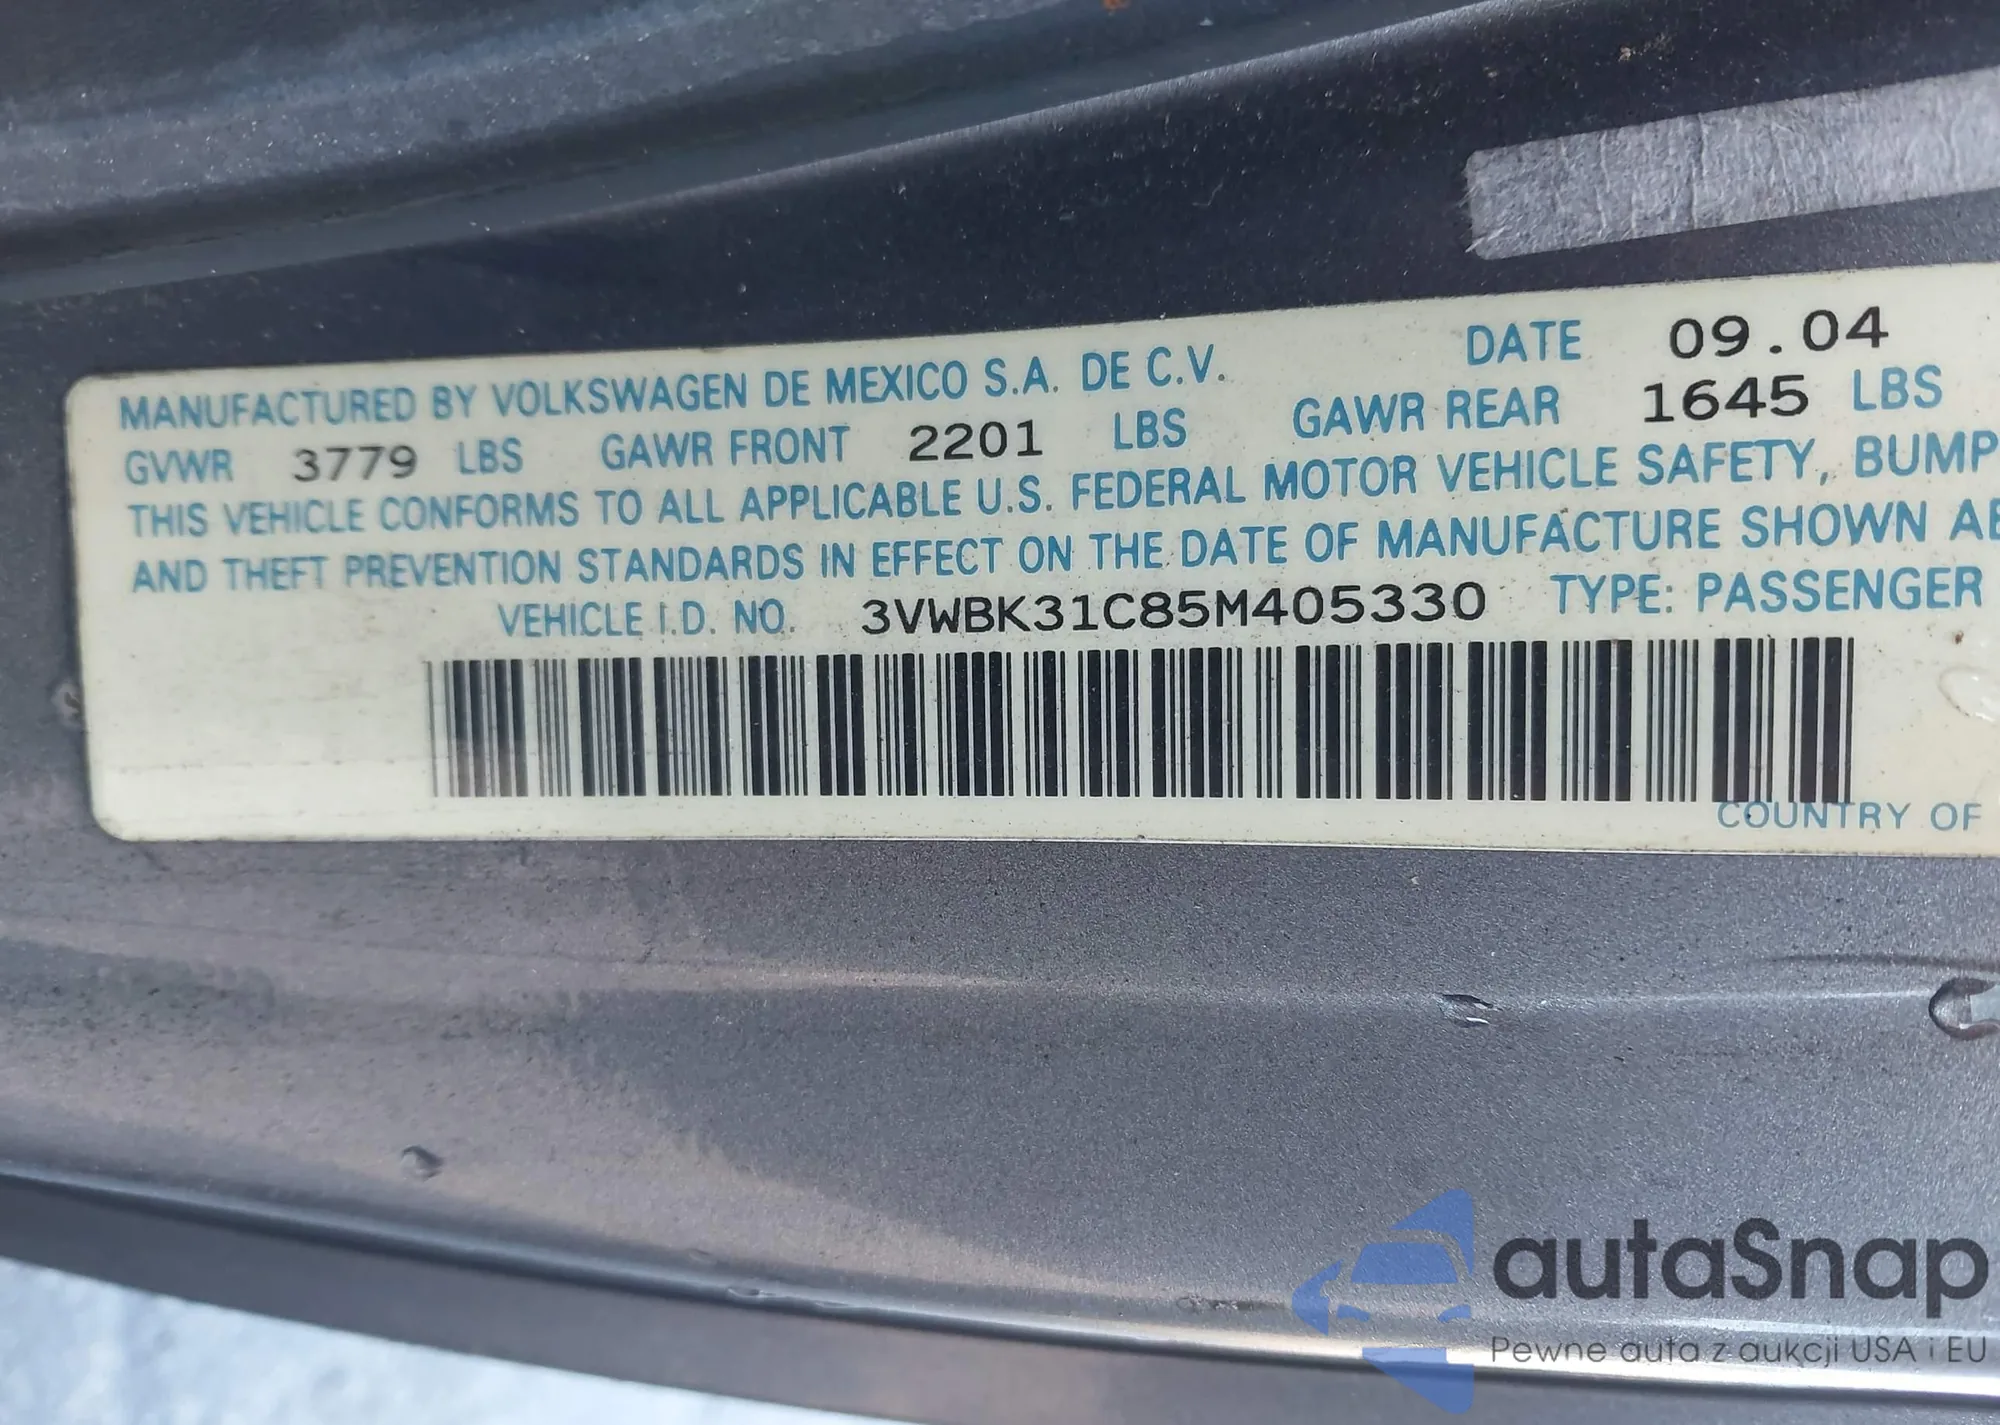 MANUFACTURED BY VOLKSWAGEN DE MEXICO S.A. DE C.V. DATE 09.04
GVWR 3779 LBS GAWR FRONT 2201 LBS GAWR REAR 1645 LBS
THIS VEHICLE CONFORMS TO ALL APPLICABLE U.S. FEDERAL MOTOR VEHICLE SAFETY, BUMP
AND THEFT PREVENTION STANDARDS IN EFFECT ON THE DATE OF MANUFACTURE SHOWN AB
VEHICLE I.D. NO. 3VWBK31C85M405330 TYPE: PASSENGER
COUNTRY OF
autaSnap
Pewne auta z aukcji USA i EU